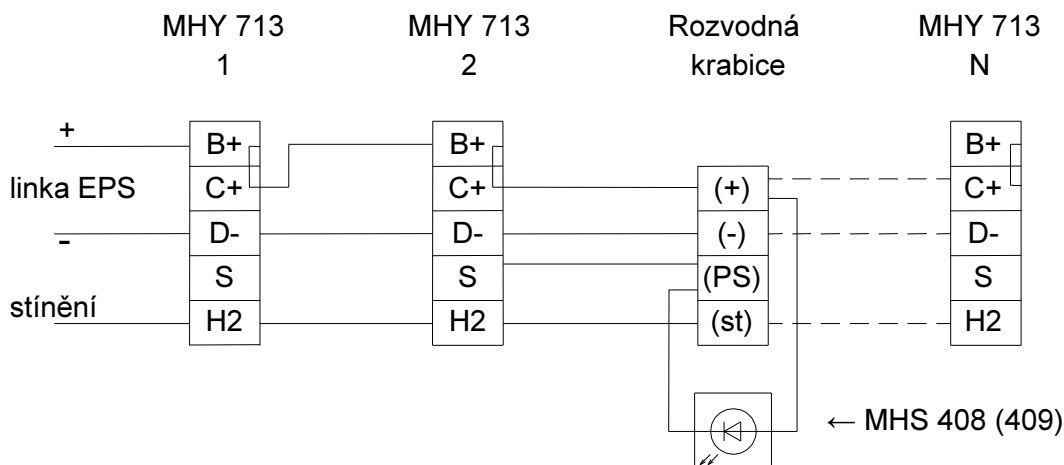 MHY 713
1
MHY 713
2
Rozvodná
krabice
MHY 713
N
+
linka EPS
-
stínění
B+
C+
D-
S
H2
B+
C+
D-
S
H2
(+)
(-)
(PS)
(st)
B+
C+
D-
S
H2
← MHS 408 (409)